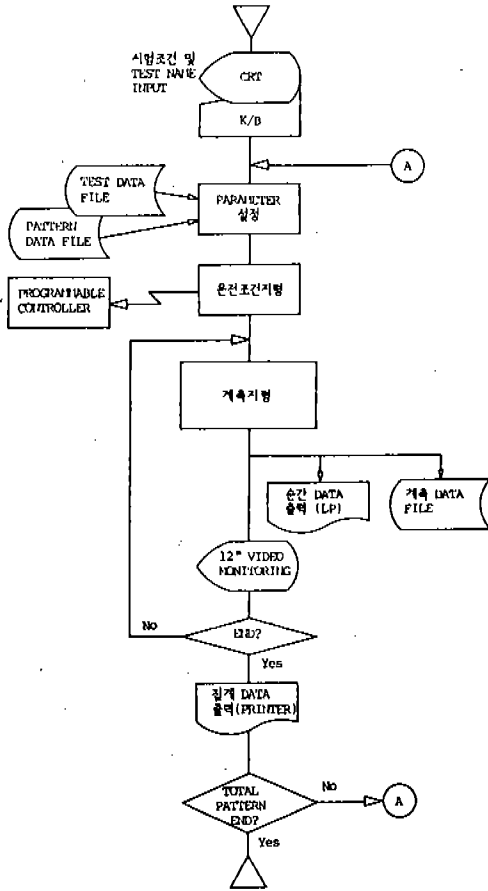 시험조건 및
TEST NAME
INPUT
CRT
K/B
A
TEST DATA
FILE
PARAMETER
설정
PATTERN
DATA FILE
운전조건지령
PROGRAMMABLE
CONTROLLER
계측지령
순간 DATA
출력 (LP)
계측 DATA
FILE
12" VIDEO
MONITORING
No
END?
Yes
집계 DATA
출력(PRINTER)
TOTAL
PATTERN
END?
No
A
Yes